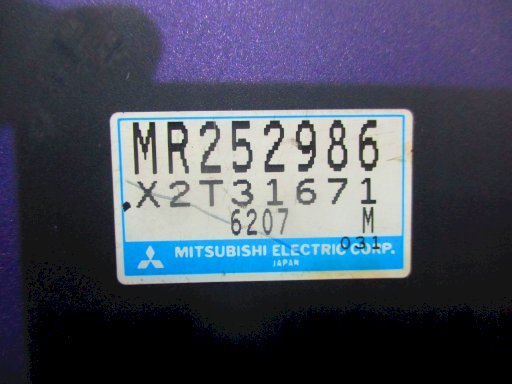 MR252986
X2T31671
6207 M
031
MITSUBISHI ELECTRIC CORP.
JAPAN